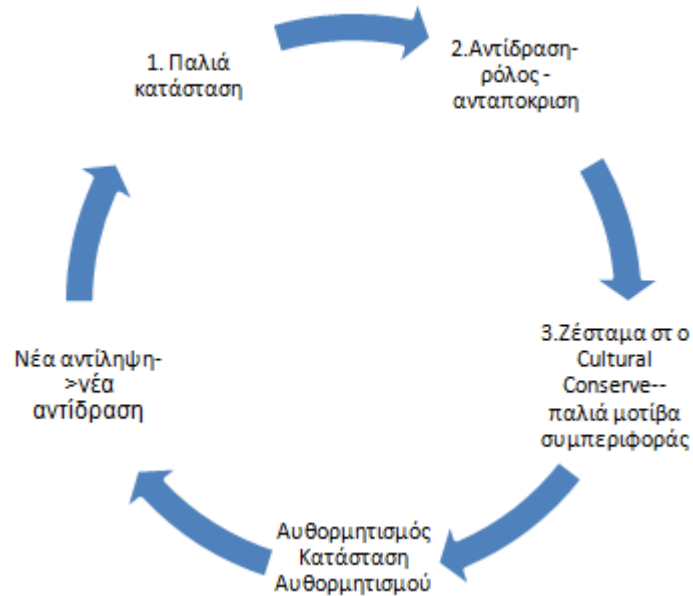 1. Παλιά
κατάσταση
2.Αντίδραση-
ρόλος -
ανταποκριση
3.Ζέσταμα στ ο
Cultural
Conserve--
παλιά μοτίβα
συμπεριφοράς
Αυθορμητισμός
Κατάσταση
Αυθορμητισμού
Νέα αντίληψη-
>νέα
αντίδραση